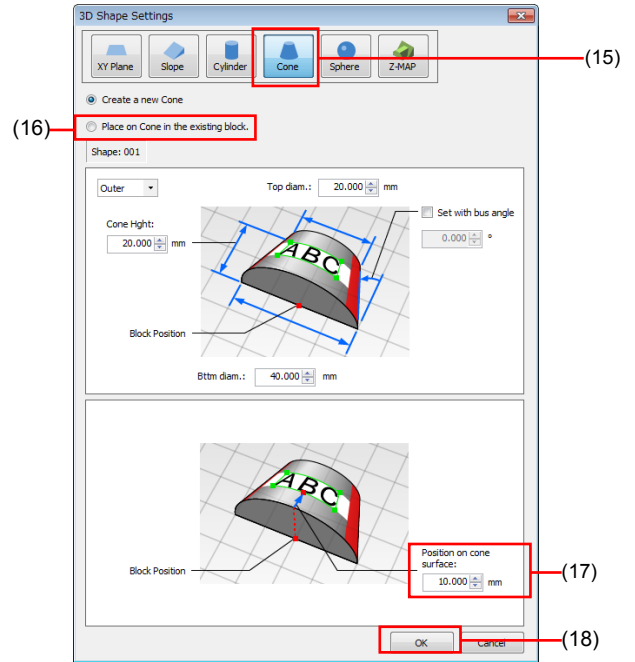 3D Shape Settings
XY Plane Slope Cylinder Cone Sphere Z-MAP
(15)
Create a new Cone
(16)
Place on Cone in the existing block.
Shape: 001
Outer
Top diam.: 20.000 mm
Set with bus angle
0.000 °
Cone Hght:
20.000 mm
ABC
Block Position
Bttm diam.: 40.000 mm
ABC
Position on cone
surface:
10.000 mm
(17)
Block Position
OK Cancel
(18)